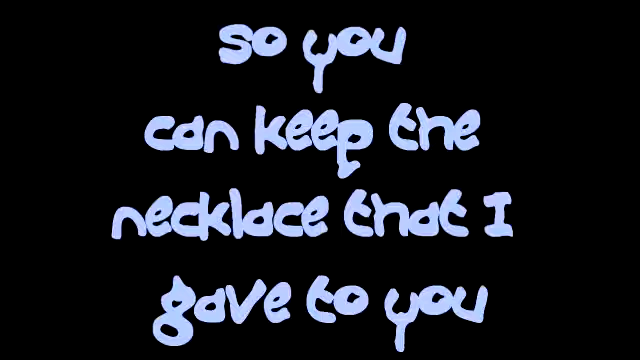 so you
can keep the
necklace that I
gave to you